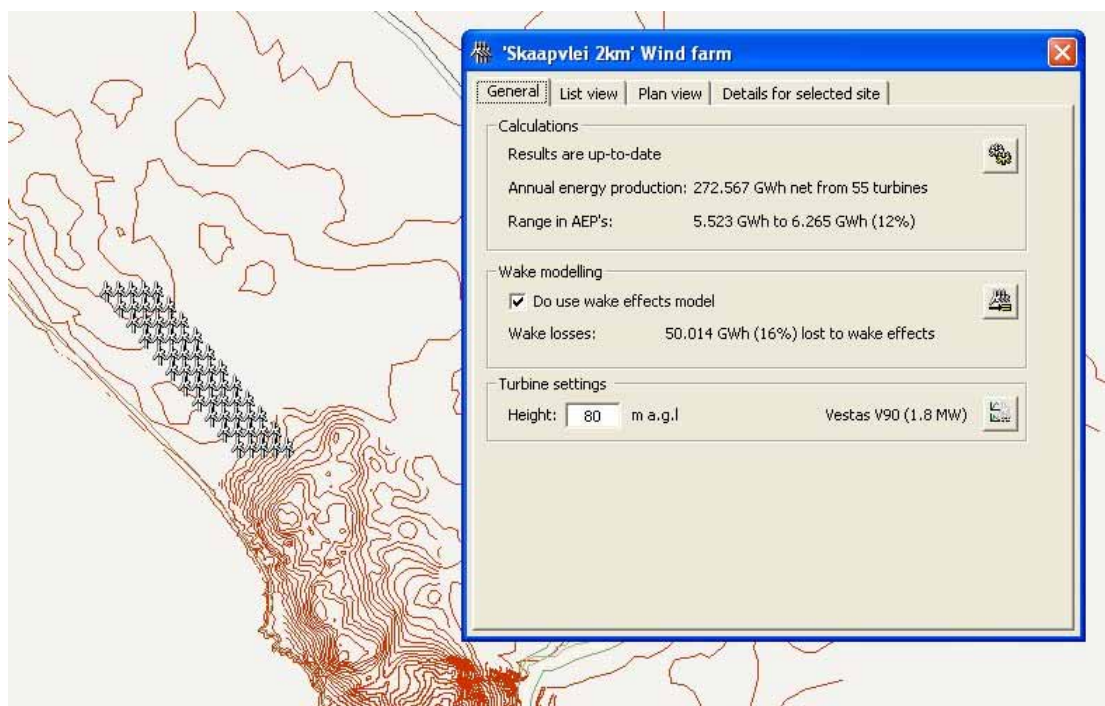 'Skaapvlei 2km' Wind farm
General List view Plan view Details for selected site
Calculations
Results are up-to-date
Annual energy production: 272.567 GWh net from 55 turbines
Range in AEP's: 5.523 GWh to 6.265 GWh (12%)
Wake modelling
Do use wake effects model
Wake losses: 50.014 GWh (16%) lost to wake effects
Turbine settings
Height: 80 m a.g.l Vestas V90 (1.8 MW)